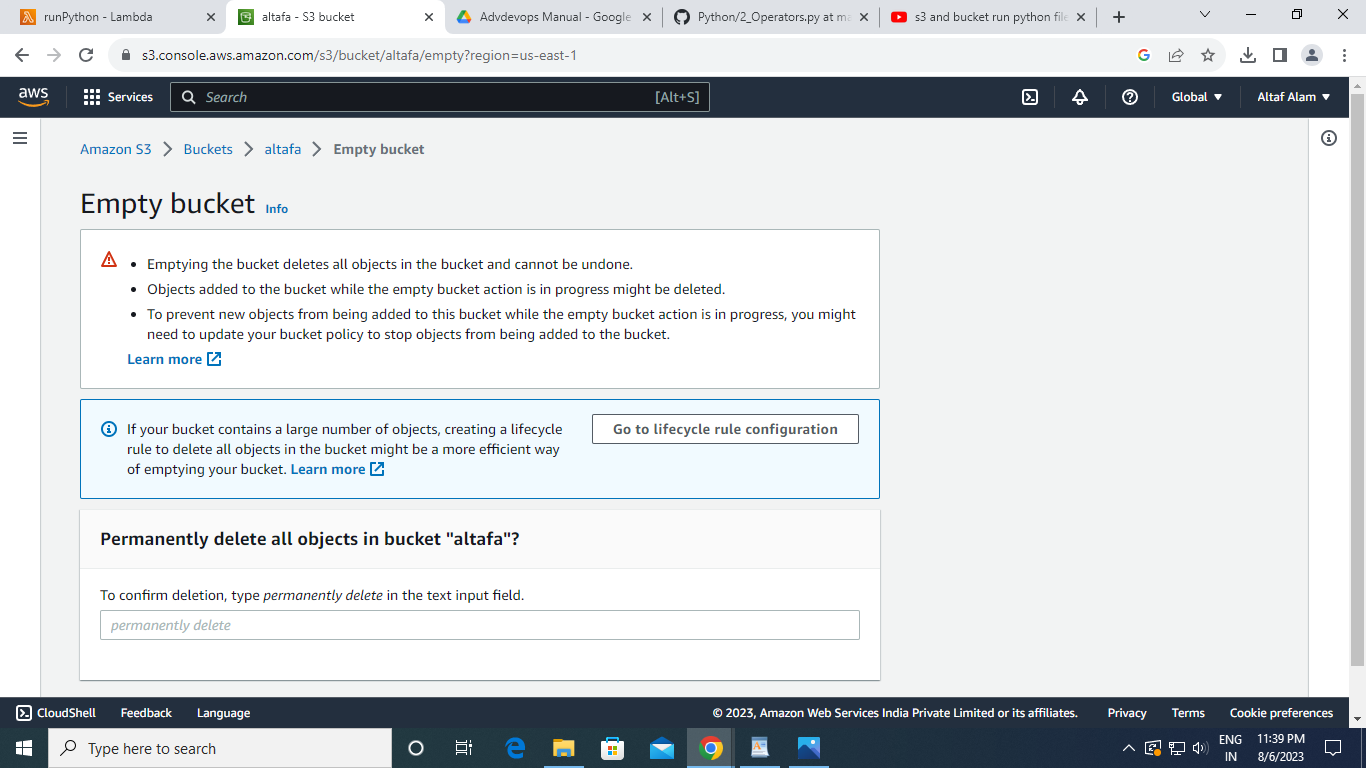 runPython - Lambda
altafa - S3 bucket
Advdevops Manual - Google
Python/2_Operators.py at ma
s3 and bucket run python file
s3.console.aws.amazon.com/s3/bucket/altafa/empty?region=us-east-1
aws
Services
Search
[Alt+S]
Global
Altaf Alam
Amazon S3
Buckets
altafa
Empty bucket
Empty bucket Info
Emptying the bucket deletes all objects in the bucket and cannot be undone.
Objects added to the bucket while the empty bucket action is in progress might be deleted.
To prevent new objects from being added to this bucket while the empty bucket action is in progress, you might
need to update your bucket policy to stop objects from being added to the bucket.
Learn more
If your bucket contains a large number of objects, creating a lifecycle
rule to delete all objects in the bucket might be a more efficient way
of emptying your bucket. Learn more
Go to lifecycle rule configuration
Permanently delete all objects in bucket "altafa"?
To confirm deletion, type permanently delete in the text input field.
permanently delete
CloudShell
Feedback
Language
© 2023, Amazon Web Services India Private Limited or its affiliates.
Privacy
Terms
Cookie preferences
Type here to search
ENG
IN
11:39 PM
8/6/2023